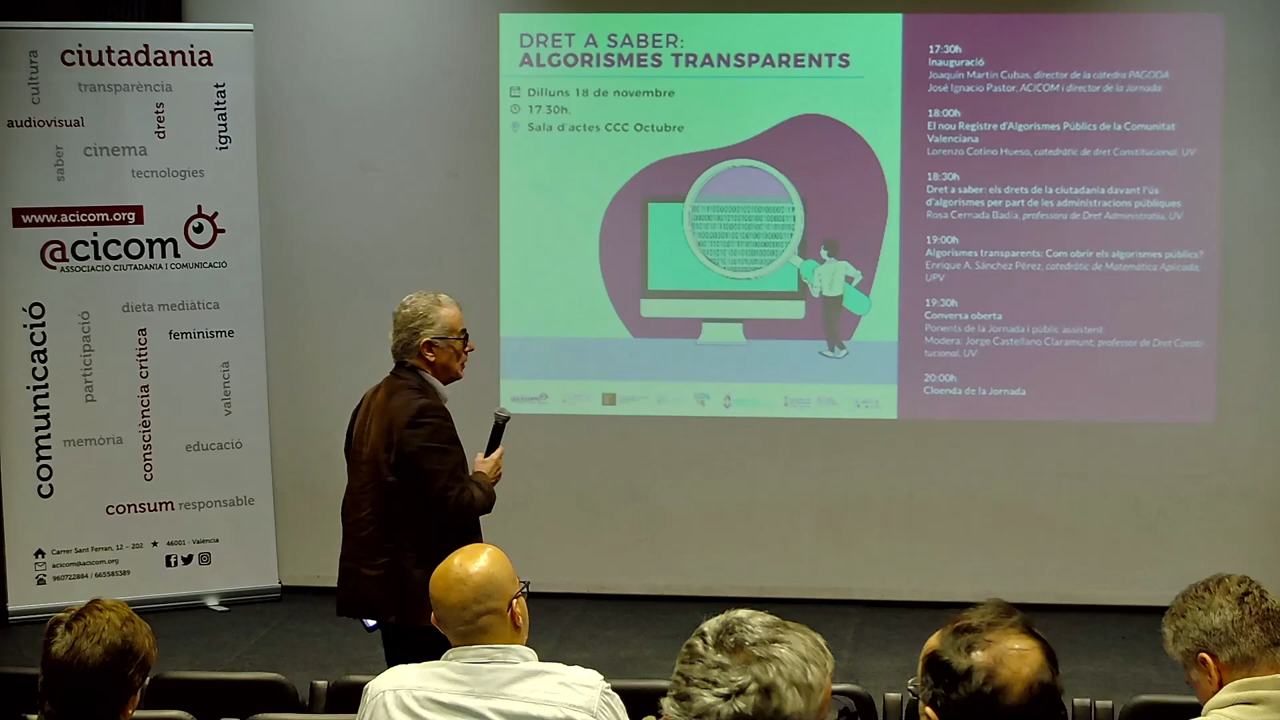 ciutadania
cultura
transparència
audiovisual
drets
igualtat
saber
cinema
tecnologies
www.acicom.org
@cicom
ASSOCIACIÓ CIUTADANIA I COMUNICACIÓ
dieta mediàtica
comunicació
participació
consciència crítica
feminisme
valencià
memòria
educació
consum responsable
Carrer Sant Ferran, 12 - 202 ★ 46001 - València
acicom@acicom.org
960722884 / 665585389
DRET A SABER:
ALGORISMES TRANSPARENTS
Dilluns 18 de novembre
17.30h.
Sala d'actes CCC Octubre
17:30h
Inauguració
Joaquín Martín Cubas, director de la càtedra PAGODA
José Ignacio Pastor, ACICOM i director de la Jornada
18:00h
El nou Registre d'Algorismes Públics de la Comunitat
Valenciana
Lorenzo Cotino Hueso, catedràtic de dret Constitucional, UV
18:30h
Dret a saber: els drets de la ciutadania davant l'ús
d'algorismes per part de les administracions públiques
Rosa Cernada Badía, professora de Dret Administratiu, UV
19:00h
Algorismes transparents: Com obrir els algorismes públics?
Enrique A. Sánchez Pérez, catedràtic de Matemàtica Aplicada,
UPV
19:30h
Conversa oberta
Ponents de la Jornada i públic assistent
Modera: Jorge Castellano Claramunt, professor de Dret Consti-
tucional, UV
20:00h
Cloenda de la Jornada